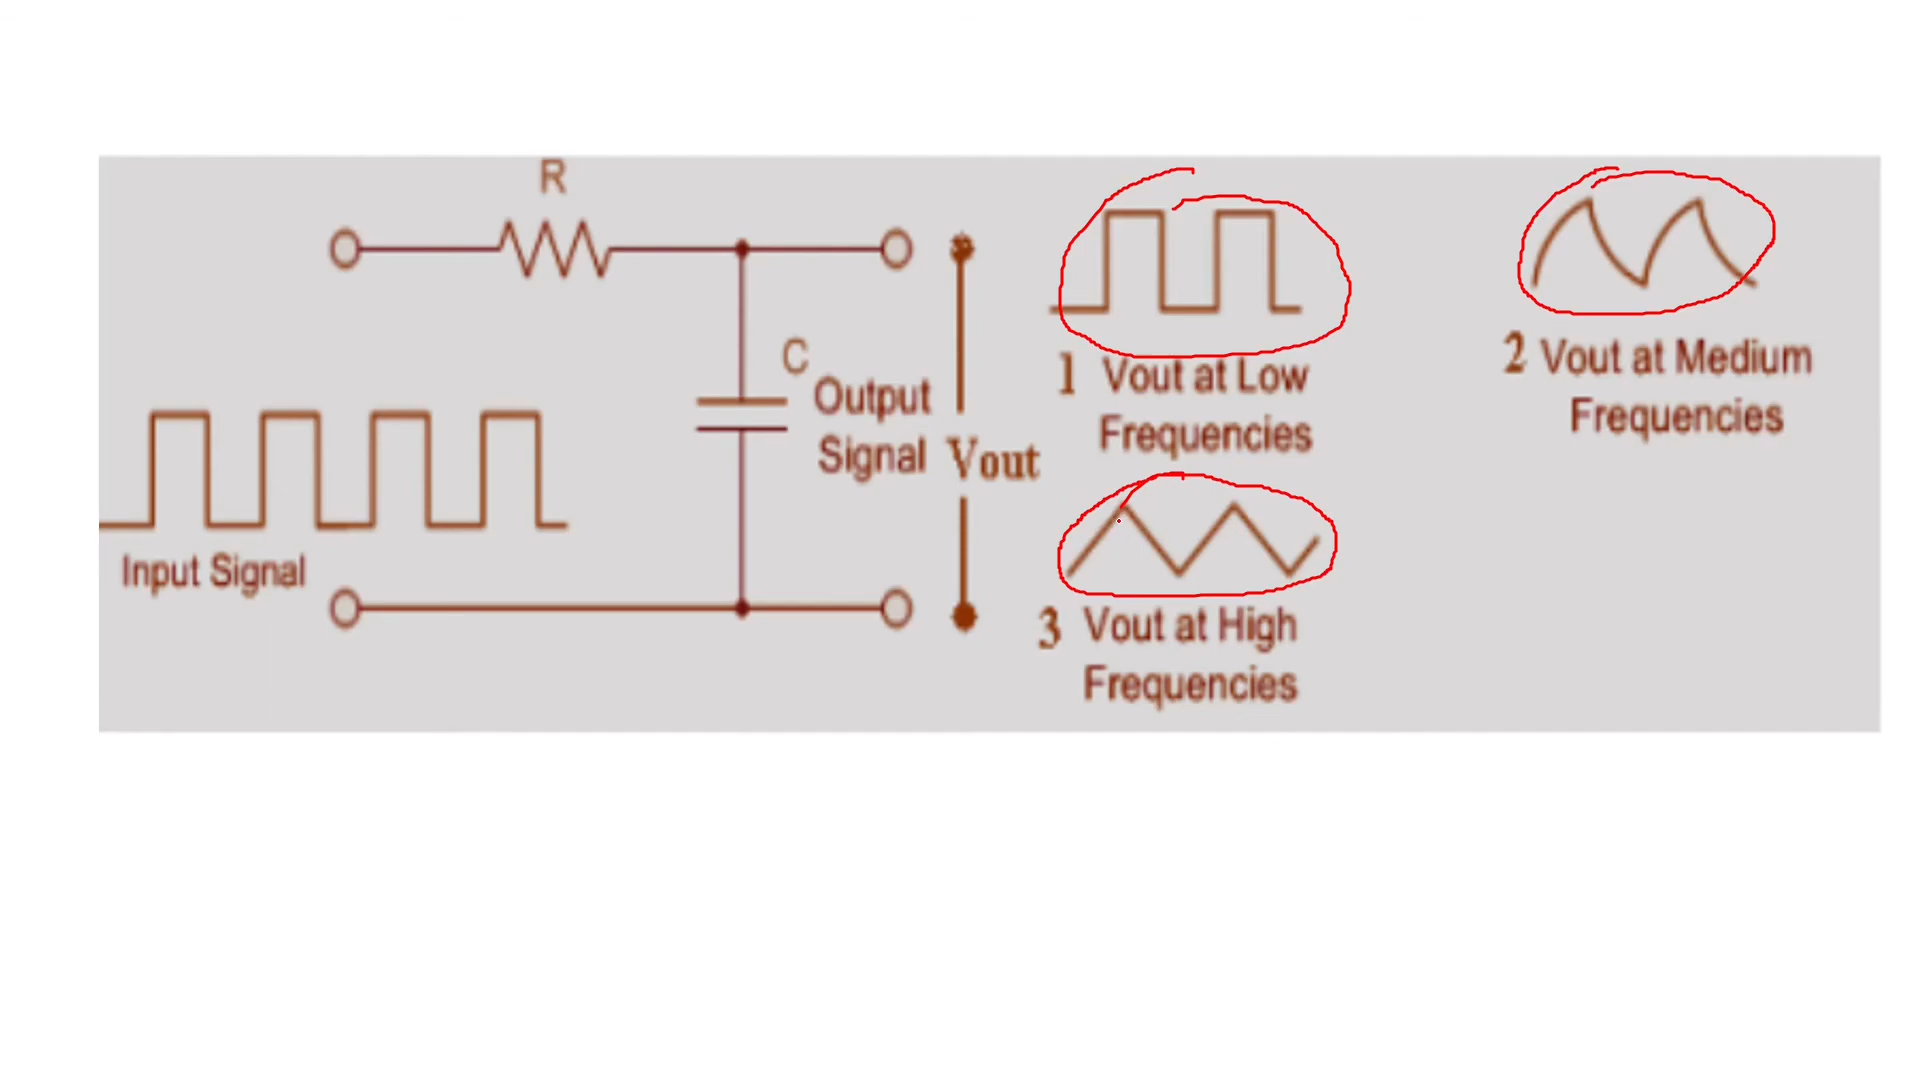 R
C
Output
Signal
Vout
Input Signal
1 Vout at Low
Frequencies
2 Vout at Medium
Frequencies
3 Vout at High
Frequencies